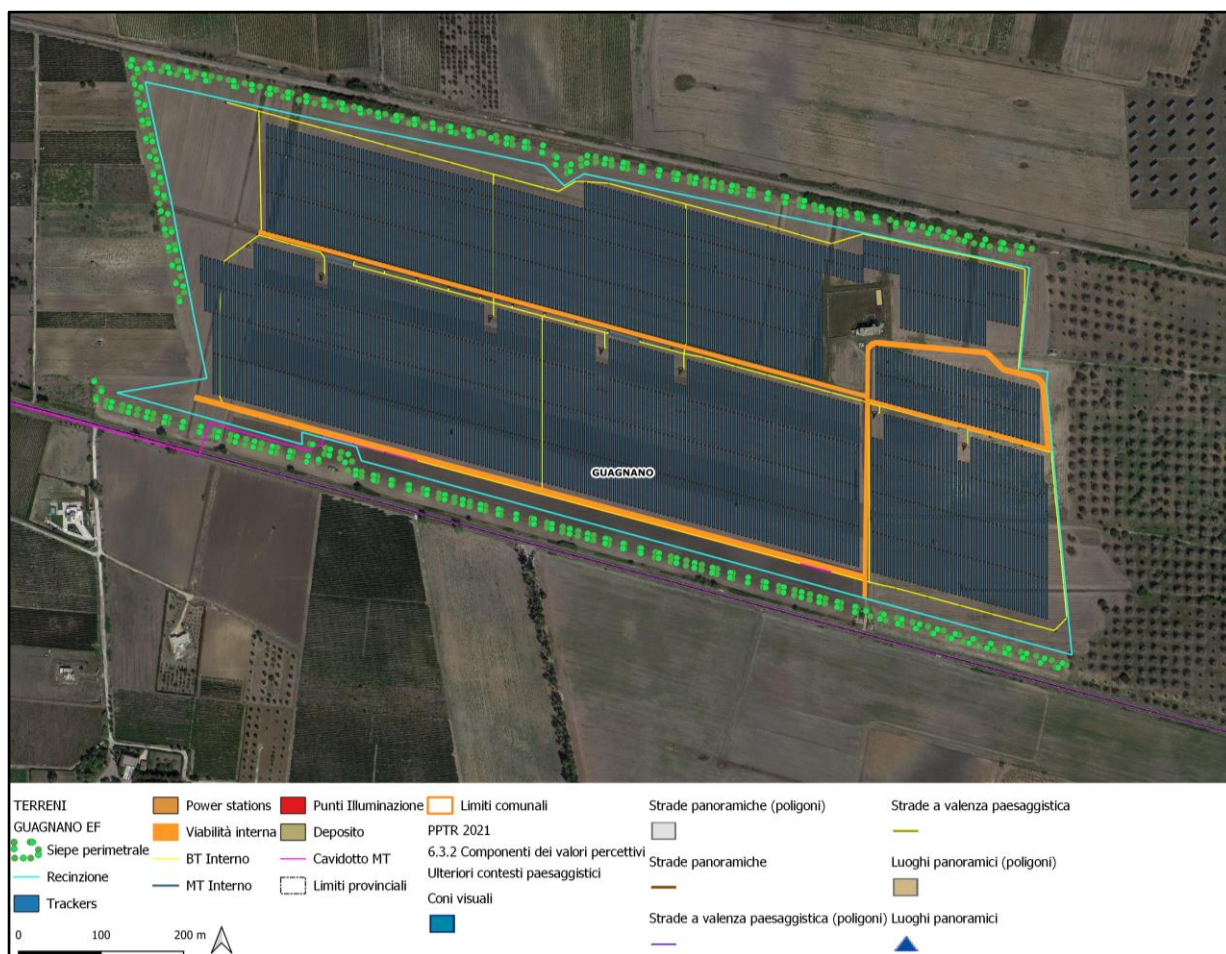 GUAGNANO
TERRENI
GUAGNANO EF
Siepe perimetrale
Recinzione
Trackers
0 100 200 m
Power stations
Viabilità interna
BT Interno
MT Interno
Punti Illuminazione
Deposito
Cavidotto MT
Limiti provinciali
Limiti comunali
PPTR 2021
6.3.2 Componenti dei valori percettivi
Ulteriori contesti paesaggistici
Coni visuali
Strade panoramiche (poligoni)
Strade panoramiche
Strade a valenza paesaggistica (poligoni)
Strade a valenza paesaggistica
Luoghi panoramici (poligoni)
Luoghi panoramici